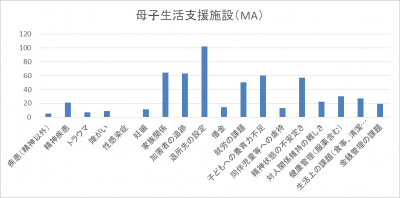 母子生活支援施設(MA)
120
100
80
60
40
20
0
疾患(精神以外)
精神疾患
トラウマ
障がい
性感染症
妊娠
家族関係
加害者の追跡
退所先の設定
借金
就労の課題
子どもへの養育力不足
同伴児童等への虐待
精神状態の不安定さ
対人関係維持の難しさ
健康管理(服薬含む)
生活上の課題(食事、清潔…
金銭管理の課題